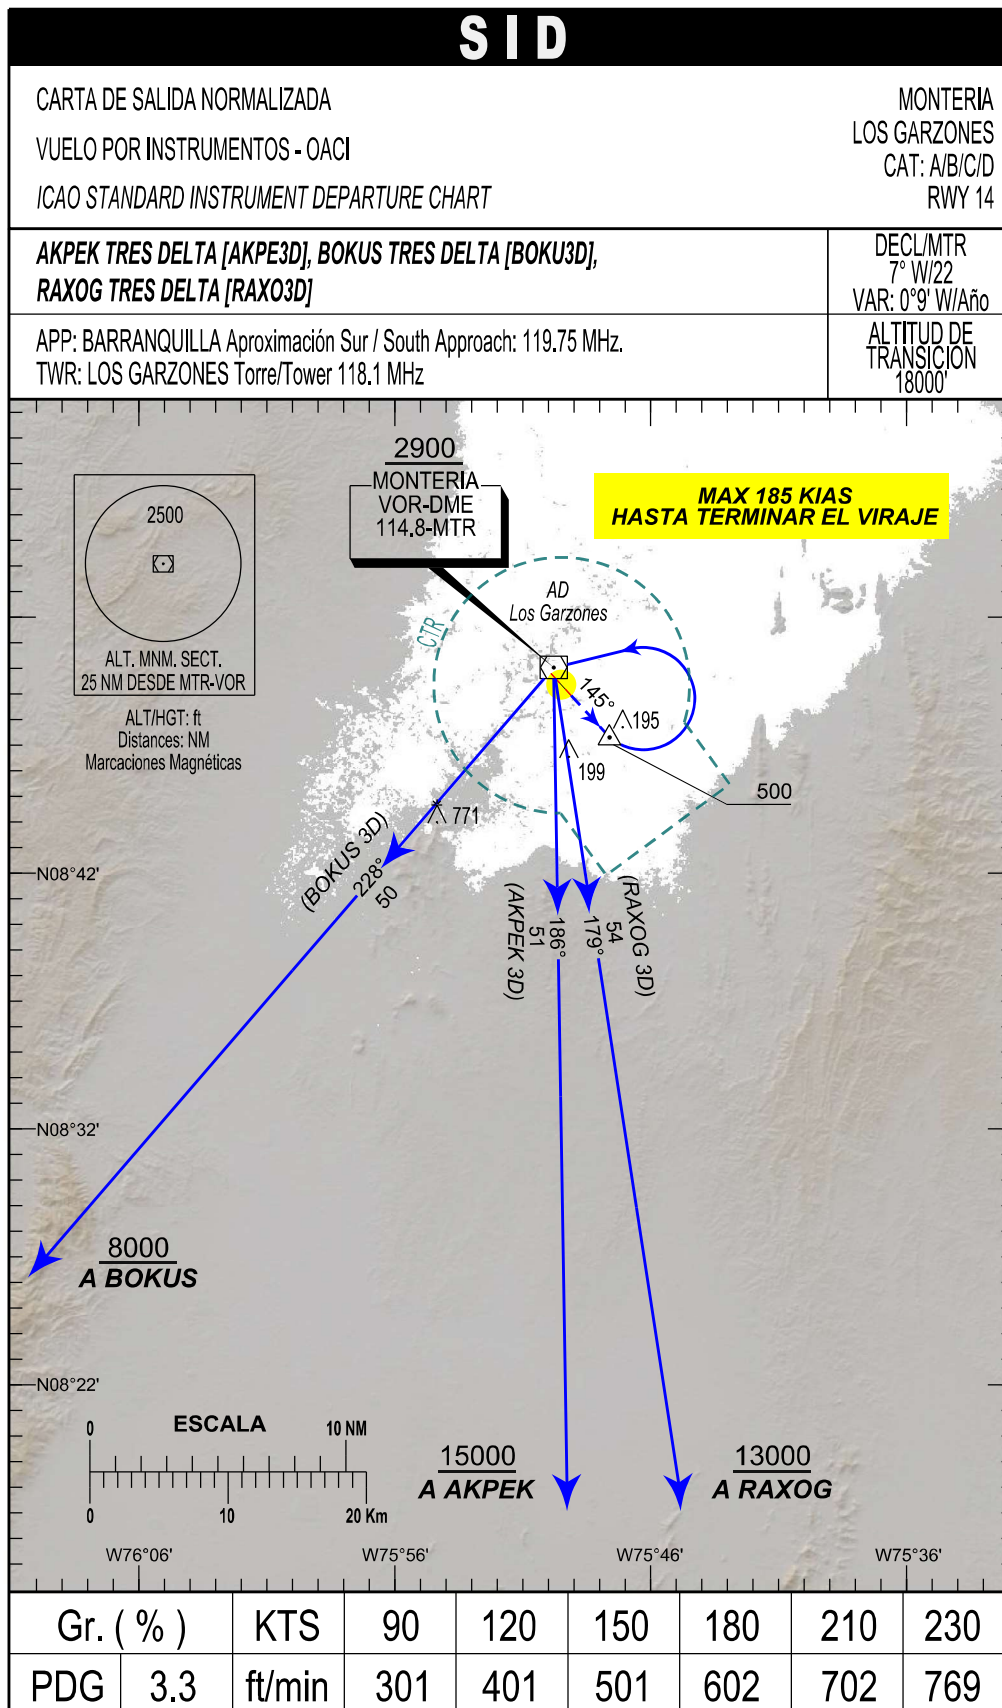 SID
CARTA DE SALIDA NORMALIZADA
VUELO POR INSTRUMENTOS - OACI
ICAO STANDARD INSTRUMENT DEPARTURE CHART
MONTERIA
LOS GARZONES
CAT: A/B/C/D
RWY 14
AKPEK TRES DELTA [AKPE3D], BOKUS TRES DELTA [BOKU3D],
RAXOG TRES DELTA [RAXO3D]
DECL/MTR
7° W/22
VAR: 0°9' W/Año
APP: BARRANQUILLA Aproximación Sur / South Approach: 119.75 MHz.
TWR: LOS GARZONES Torre/Tower 118.1 MHz
ALTITUD DE
TRANSICIÓN
18000'
2900
MONTERIA
VOR-DME
114.8-MTR
MAX 185 KIAS
HASTA TERMINAR EL VIRAJE
2500
ALT. MNM. SECT.
25 NM DESDE MTR-VOR
ALT/HGT: ft
Distances: NM
Marcaciones Magnéticas
AD
Los Garzones
CTR
145°
195
199
500
771
(BOKUS 3D)
228°
50
N08°42'
(AKPEK 3D)
51
186°
179°
54
(RAXOG 3D)
N08°32'
8000
A BOKUS
N08°22'
0
ESCALA
10 NM
0
10
20 Km
15000
A AKPEK
13000
A RAXOG
W76°06'
W75°56'
W75°46'
W75°36'
Gr. ( % ) KTS 90 120 150 180 210 230
PDG 3.3 ft/min 301 401 501 602 702 769